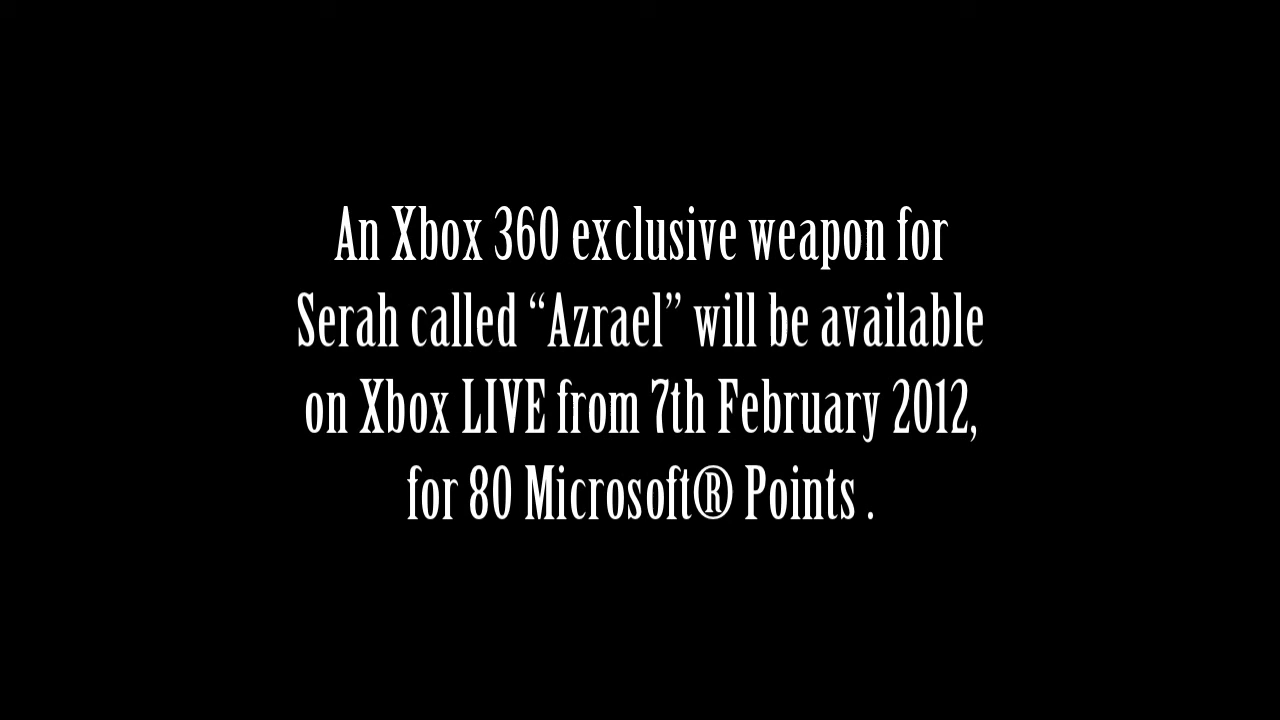 An Xbox 360 exclusive weapon for
Serah called “Azrael” will be available
on Xbox LIVE from 7th February 2012,
for 80 Microsoft® Points .